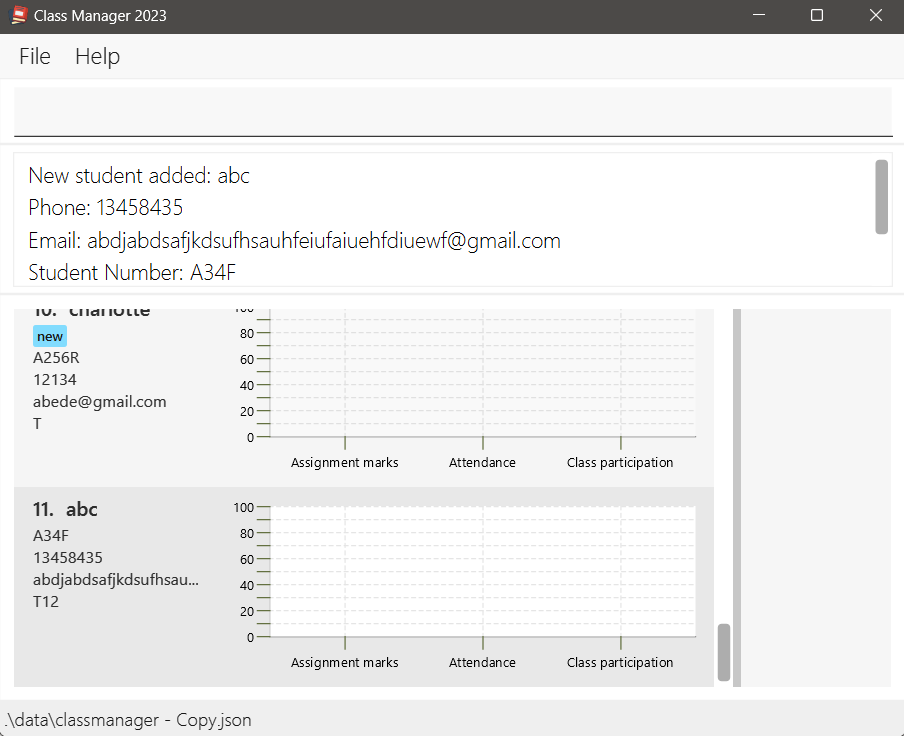 Class Manager 2023
File Help
New student added: abc
Phone: 13458435
Email: abdjabdsafjkdsufhsauhfeiufaiuehfdiuewf@gmail.com
Student Number: A34F
10. charlotte
new
A256R
12134
abede@gmail.com
T
100
80
60
40
20
0
Assignment marks Attendance Class participation
11. abc
A34F
13458435
abdjabdsafjkdsufhsau...
T12
100
80
60
40
20
0
Assignment marks Attendance Class participation
.\data\classmanager - Copy.json